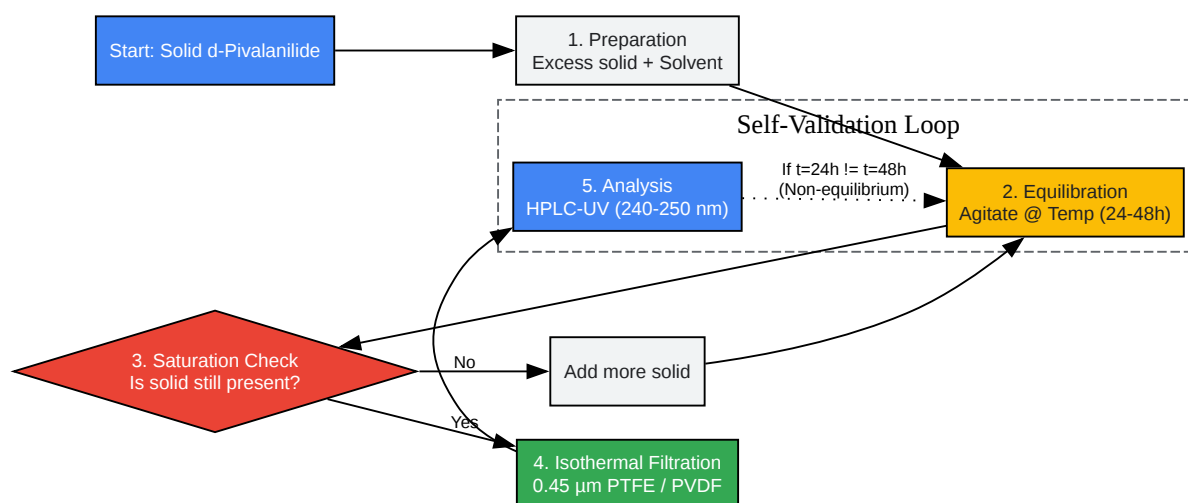 Start: Solid d-Pivalanilide
1. Preparation
Excess solid + Solvent
Self-Validation Loop
5. Analysis
HPLC-UV (240-250 nm)
If t=24h != t=48h
(Non-equilibrium)
2. Equilibration
Agitate @ Temp (24-48h)
3. Saturation Check
Is solid still present?
No
Add more solid
Yes
4. Isothermal Filtration
0.45 µm PTFE / PVDF